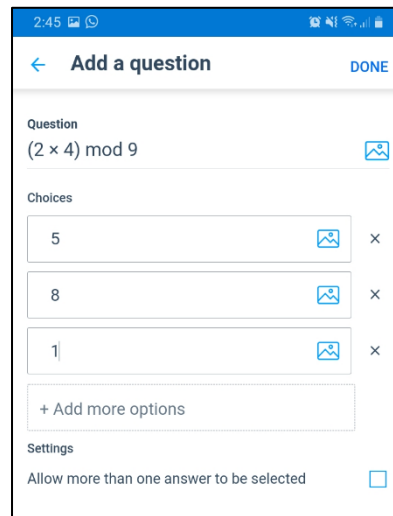 2:45
Add a question
DONE
Question
(2 × 4) mod 9
Choices
5
8
1
+ Add more options
Settings
Allow more than one answer to be selected